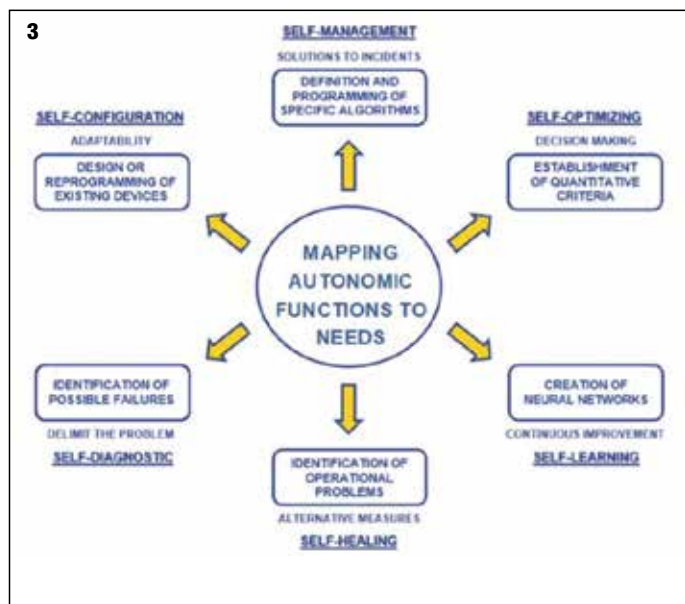 3
SELF-MANAGEMENT
SOLUTIONS TO INCIDENTS
DEFINITION AND
PROGRAMMING OF
SPECIFIC ALGORITHMS
SELF-CONFIGURATION
ADAPTABILITY
DESIGN OR
REPROGRAMMING OF
EXISTING DEVICES
SELF-OPTIMIZING
DECISION MAKING
ESTABLISHMENT
OF QUANTITATIVE
CRITERIA
MAPPING
AUTONOMIC
FUNCTIONS TO
NEEDS
IDENTIFICATION OF
POSSIBLE FAILURES
DELIMIT THE PROBLEM
SELF-DIAGNOSTIC
IDENTIFICATION OF
OPERATIONAL
PROBLEMS
ALTERNATIVE MEASURES
SELF-HEALING
CREATION OF
NEURAL NETWORKS
CONTINUOUS IMPROVEMENT
SELF-LEARNING